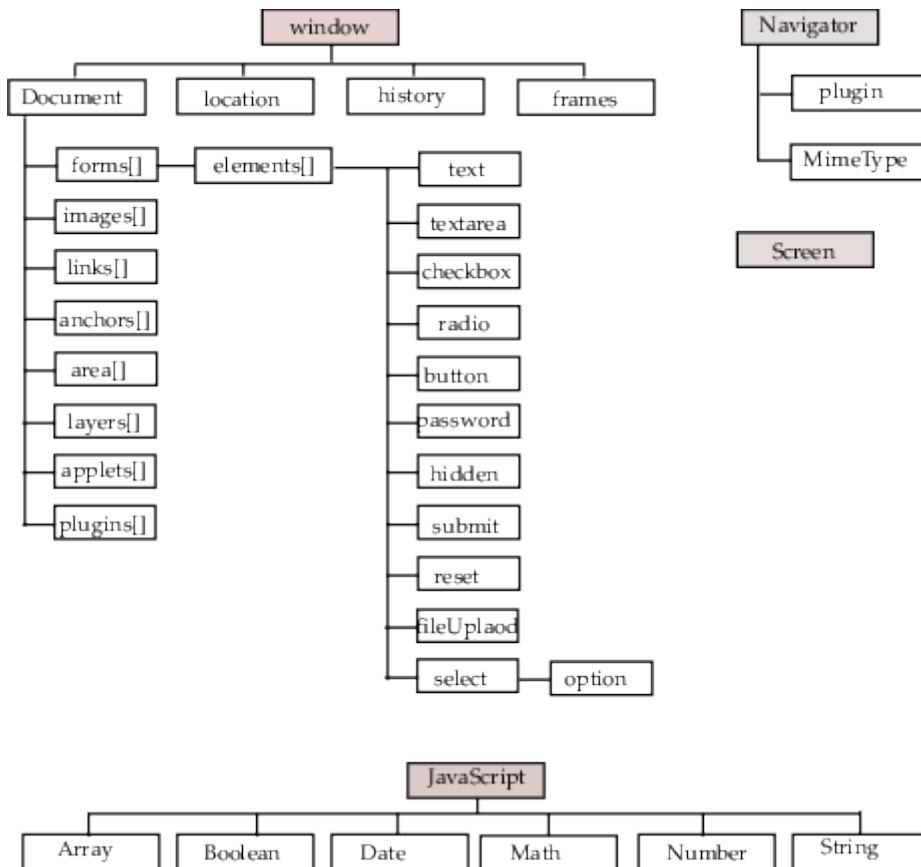 window
Navigator
Document
location
history
frames
plugin
MimeType
forms[]
elements[]
text
images[]
textarea
Screen
links[]
checkbox
anchors[]
radio
area[]
button
layers[]
password
applets[]
hidden
plugins[]
submit
reset
fileUplaod
select
option
JavaScript
Array
Boolean
Date
Math
Number
String